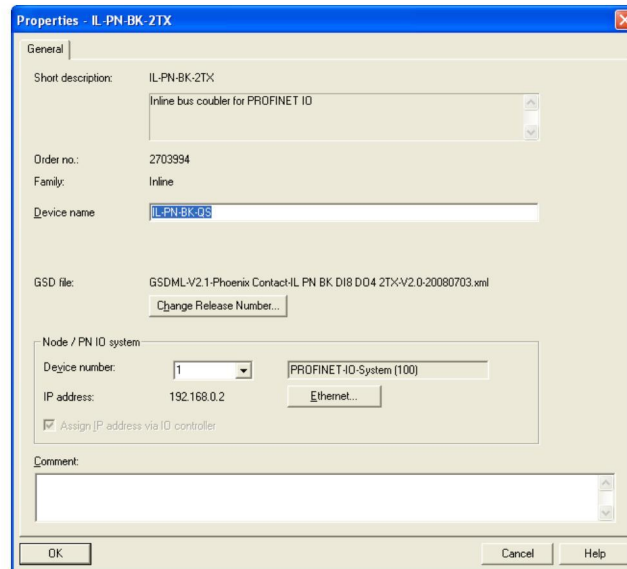 Properties - IL-PN-BK-2TX
General
Short description: IL-PN-BK-2TX
Inline bus coubler for PROFINET IO
Order no.: 2703994
Family: Inline
Device name IL-PN-BK-QS
GSD file: GSDML-V2.1-Phoenix Contact-IL PN BK DI8 DO4 2TX-V2.0-20080703.xml
Change Release Number...
Node / PN IO system
Device number: 1 PROFINET-IO-System (100)
IP address: 192.168.0.2 Ethernet...
Assign IP address via IO controller
Comment:
OK Cancel Help